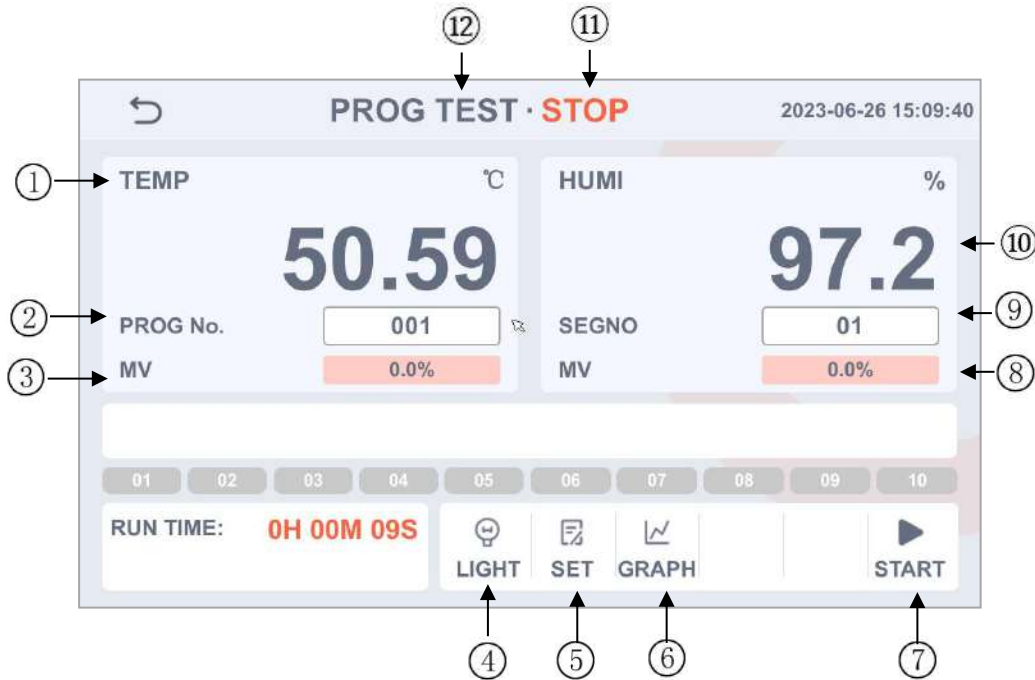 ⑫ ⑪
PROG TEST · STOP 2023-06-26 15:09:40
① TEMP ℃ HUMI %
50.59 97.2 ⑩
② PROG No. 001 SEGNO 01 ⑨
③ MV 0.0% MV 0.0% ⑧
01 02 03 04 05 06 07 08 09 10
RUN TIME: 0H 00M 09S
LIGHT SET GRAPH START
④ ⑤ ⑥ ⑦